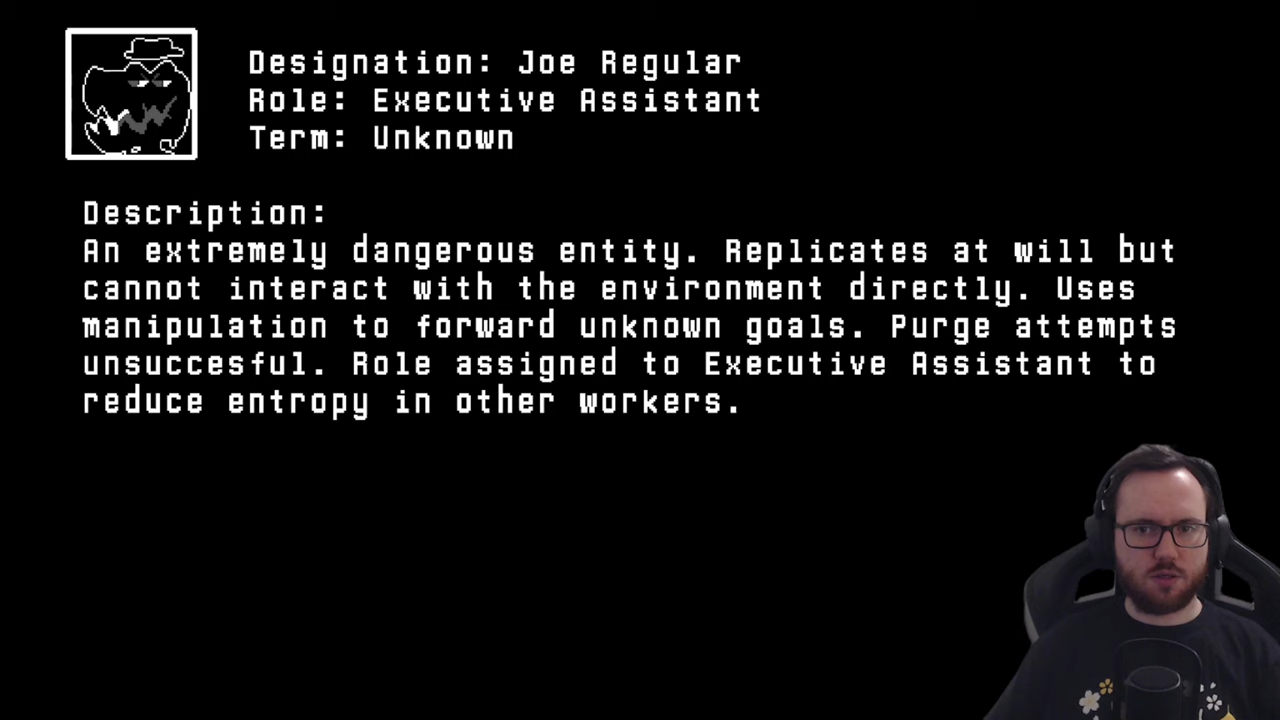 Designation: Joe Regular
Role: Executive Assistant
Term: Unknown
Description:
An extremely dangerous entity. Replicates at will but
cannot interact with the environment directly. Uses
manipulation to forward unknown goals. Purge attempts
unsuccesful. Role assigned to Executive Assistant to
reduce entropy in other workers.